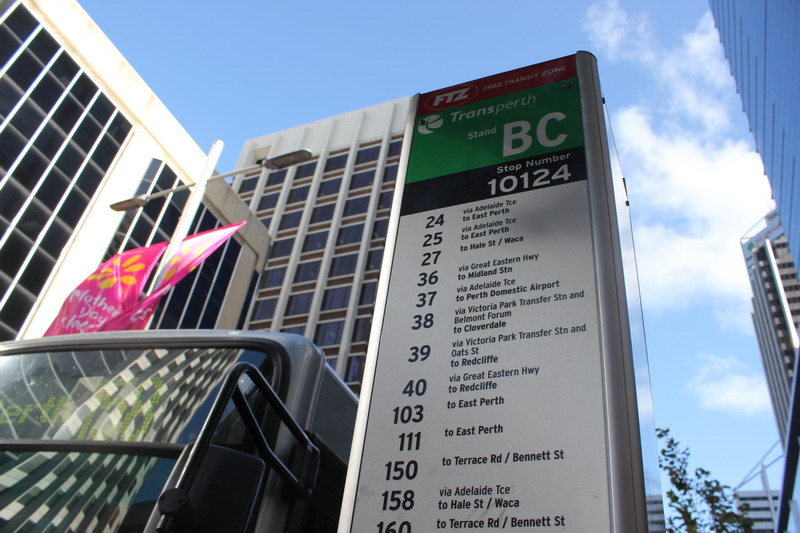 FTZ FREE TRANSIT ZONE
Transperth
Stand BC
Stop Number
10124
24 via Adelaide Tce
to East Perth
25 via Adelaide Tce
to East Perth
27 to Hale St / Waca
36 via Great Eastern Hwy
to Midland Stn
37 via Adelaide Tce
to Perth Domestic Airport
38 via Victoria Park Transfer Stn and
Belmont Forum
to Cloverdale
39 via Victoria Park Transfer Stn and
Oats St
to Redcliffe
40 via Great Eastern Hwy
to Redcliffe
103 to East Perth
111 to East Perth
150 to Terrace Rd / Bennett St
158 via Adelaide Tce
to Hale St / Waca
160 to Terrace Rd / Bennett St
Mother's
Day